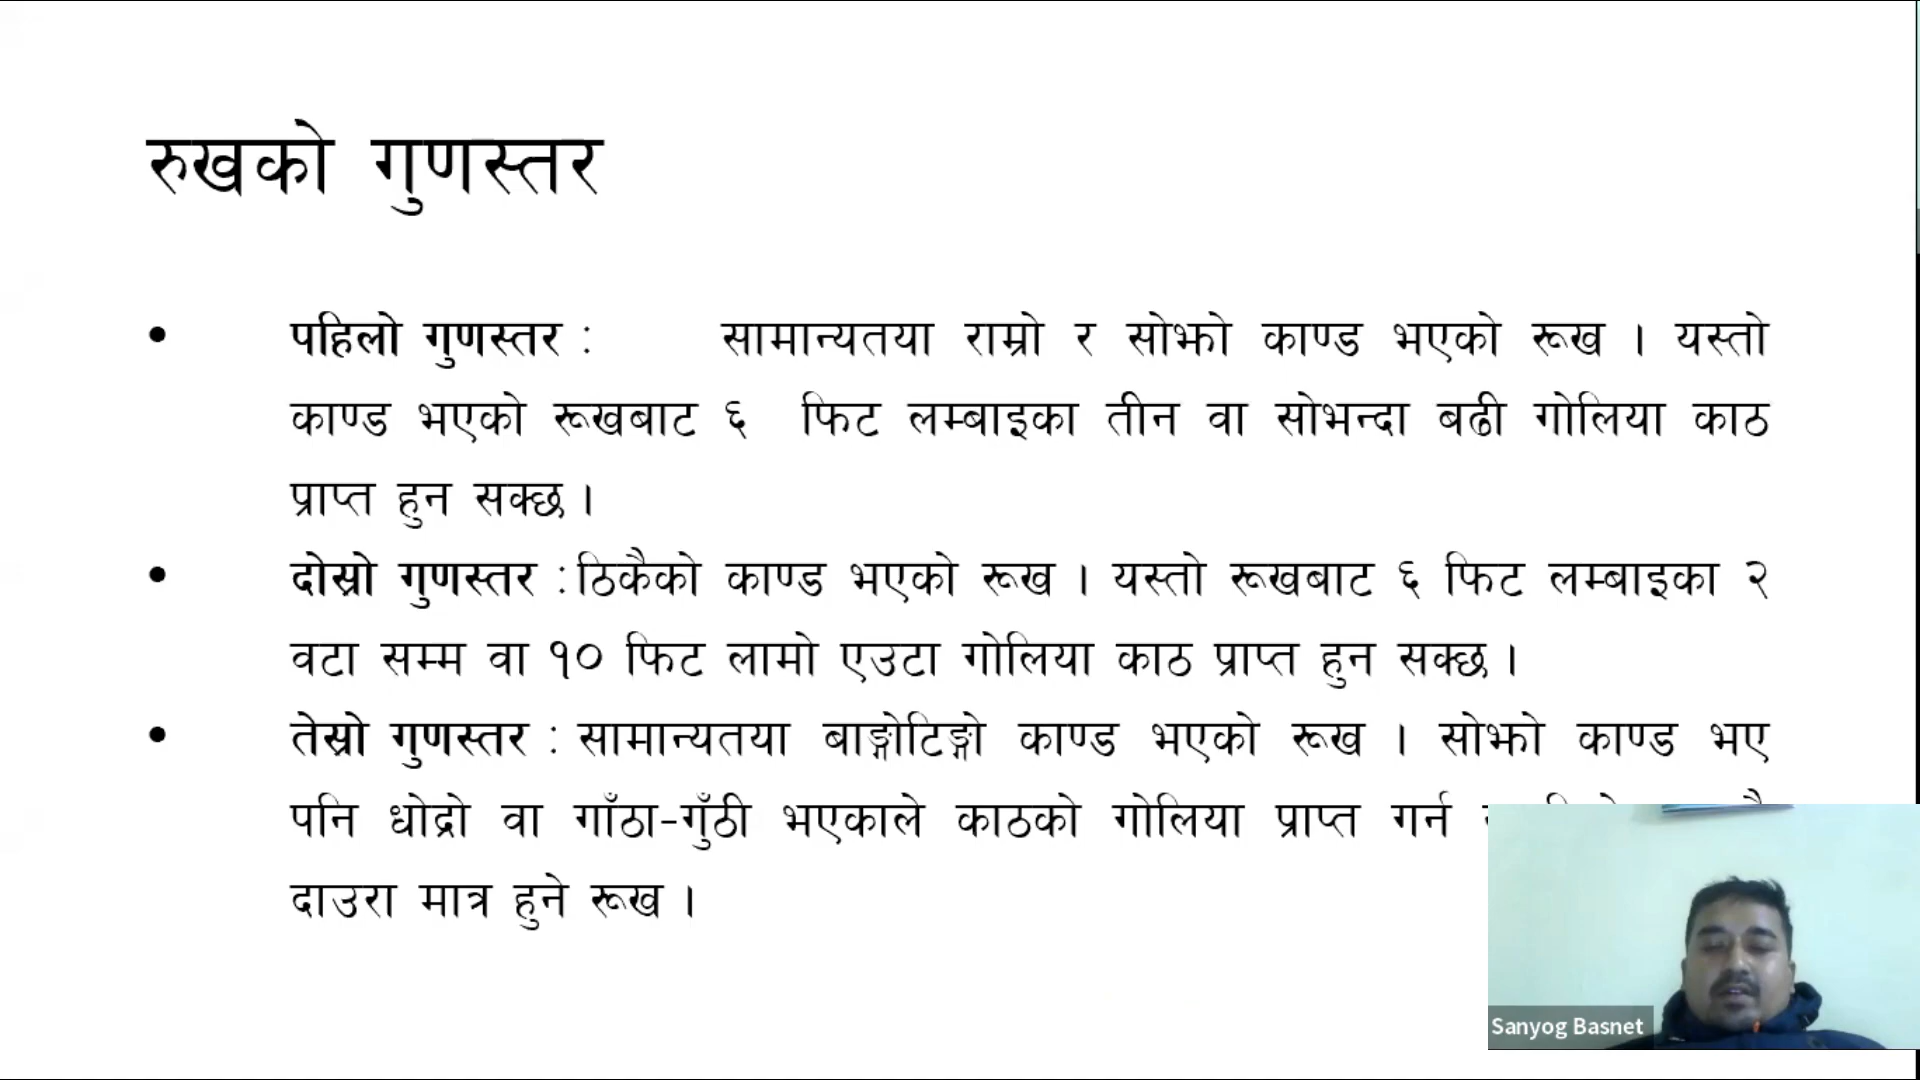 रुखको गुणस्तर
• पहिलो गुणस्तर : सामान्यतया राम्रो र सोझो काण्ड भएको रूख । यस्तो
काण्ड भएको रूखबाट ६ फिट लम्बाइका तीन वा सोभन्दा बढी गोलिया काठ
प्राप्त हुन सक्छ ।
• दोस्रो गुणस्तर : ठिकैको काण्ड भएको रूख । यस्तो रूखबाट ६ फिट लम्बाइका २
वटा सम्म वा १० फिट लामो एउटा गोलिया काठ प्राप्त हुन सक्छ ।
• तेस्रो गुणस्तर : सामान्यतया बाङ्गोटिङ्गो काण्ड भएको रूख । सोझो काण्ड भए
पनि धोद्रो वा गाँठा-गुँठी भएकाले काठको गोलिया प्राप्त गर्न
दाउरा मात्र हुने रूख ।
Sanyog Basnet